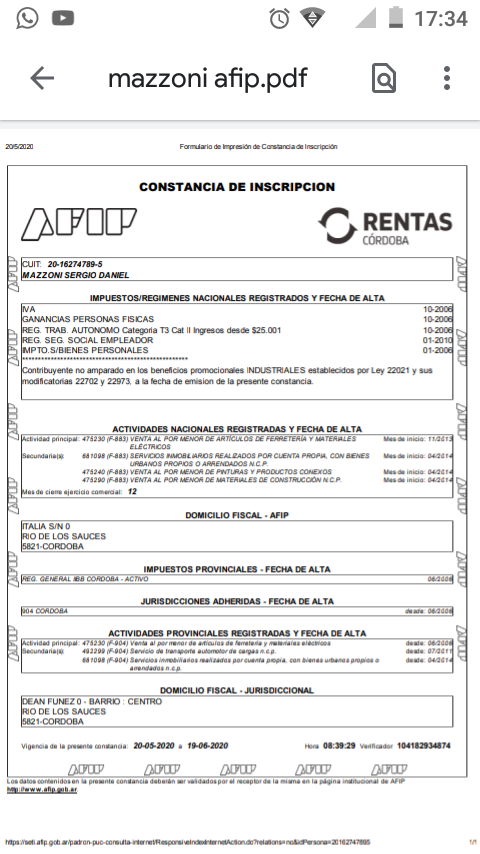 17:34
mazzoni afip.pdf
20/5/2020 Formulario de Impresión de Constancia de Inscripción
CONSTANCIA DE INSCRIPCION
AFIP RENTAS
CÓRDOBA
CUIT: 20-16274789-5
MAZZONI SERGIO DANIEL
IMPUESTOS/REGIMENES NACIONALES REGISTRADOS Y FECHA DE ALTA
IVA 10-2006
GANANCIAS PERSONAS FISICAS 10-2006
REG. TRAB. AUTONOMO Categoria T3 Cat II Ingresos desde $25.001 10-2006
REG. SEG. SOCIAL EMPLEADOR 01-2010
IMPTO.S/BIENES PERSONALES 01-2006
Contribuyente no amparado en los beneficios promocionales INDUSTRIALES establecidos por Ley 22021 y sus
modificatorias 22702 y 22973, a la fecha de emision de la presente constancia.
ACTIVIDADES NACIONALES REGISTRADAS Y FECHA DE ALTA
Actividad principal: 475230 (F-883) VENTA AL POR MENOR DE ARTÍCULOS DE FERRETERÍA Y MATERIALES Mes de inicio: 11/2013
ELÉCTRICOS
Secundaria(s): 681098 (F-883) SERVICIOS INMOBILIARIOS REALIZADOS POR CUENTA PROPIA, CON BIENES Mes de inicio: 04/2014
URBANOS PROPIOS O ARRENDADOS N.C.P.
475240 (F-883) VENTA AL POR MENOR DE PINTURAS Y PRODUCTOS CONEXOS Mes de inicio: 04/2014
475290 (F-883) VENTA AL POR MENOR DE MATERIALES DE CONSTRUCCIÓN N.C.P. Mes de inicio: 04/2014
Mes de cierre ejercicio comercial: 12
DOMICILIO FISCAL - AFIP
ITALIA S/N 0
RIO DE LOS SAUCES
5821-CORDOBA
IMPUESTOS PROVINCIALES - FECHA DE ALTA
REG. GENERAL IIBB CORDOBA - ACTIVO 06/2006
JURISDICCIONES ADHERIDAS - FECHA DE ALTA
904 CORDOBA desde: 06/2006
ACTIVIDADES PROVINCIALES REGISTRADAS Y FECHA DE ALTA
Actividad principal: 475230 (F-904) Venta al por menor de artículos de ferretería y materiales eléctricos desde: 06/2006
Secundaria(s): 492299 (F-904) Servicio de transporte automotor de cargas n.c.p. desde: 07/2011
681098 (F-904) Servicios inmobiliarios realizados por cuenta propia, con bienes urbanos propios o desde: 04/2014
arrendados n.c.p.
DOMICILIO FISCAL - JURISDICCIONAL
DEAN FUNEZ 0 - BARRIO : CENTRO
RIO DE LOS SAUCES
5821-CORDOBA
Vigencia de la presente constancia: 20-05-2020 a 19-06-2020 Hora 08:39:29 Verificador 104182934874
AFIP AFIP AFIP AFIP AFIP
Los datos contenidos en la presente constancia deberán ser validados por el receptor de la misma en la página institucional de AFIP
http://www.afip.gob.ar.
https://seti.afip.gob.ar/padron-puc-consulta-internet/ResponsiveIndexInternetAction.do?relations=no&idPersona=20162747895 1/1